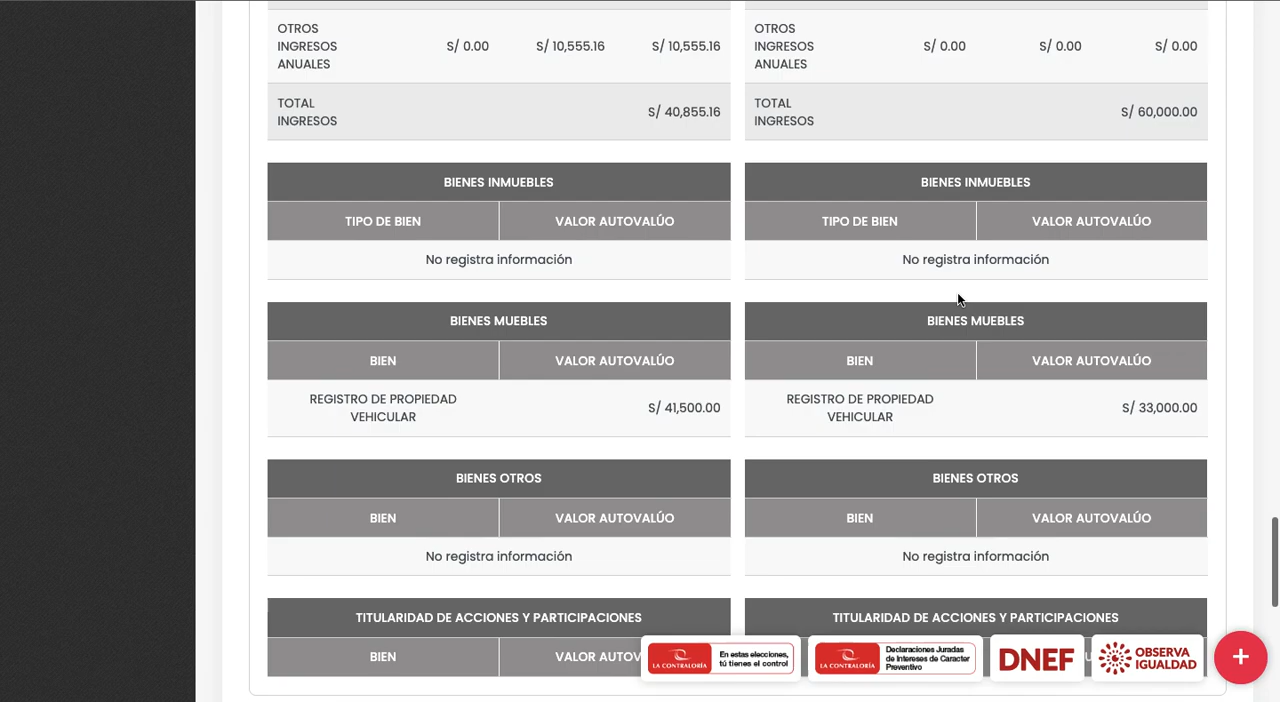 OTROS
INGRESOS
ANUALES
S/ 0.00 S/ 10,555.16 S/ 10,555.16
TOTAL
INGRESOS
S/ 40,855.16
BIENES INMUEBLES
TIPO DE BIEN VALOR AUTOVALÚO
No registra información
BIENES MUEBLES
BIEN VALOR AUTOVALÚO
REGISTRO DE PROPIEDAD
VEHICULAR
S/ 41,500.00
BIENES OTROS
BIEN VALOR AUTOVALÚO
No registra información
TITULARIDAD DE ACCIONES Y PARTICIPACIONES
BIEN VALOR AUTOV
OTROS
INGRESOS
ANUALES
S/ 0.00 S/ 0.00 S/ 0.00
TOTAL
INGRESOS
S/ 60,000.00
BIENES INMUEBLES
TIPO DE BIEN VALOR AUTOVALÚO
No registra información
BIENES MUEBLES
BIEN VALOR AUTOVALÚO
REGISTRO DE PROPIEDAD
VEHICULAR
S/ 33,000.00
BIENES OTROS
BIEN VALOR AUTOVALÚO
No registra información
TITULARIDAD DE ACCIONES Y PARTICIPACIONES
LA CONTRALORÍA
En estas elecciones,
tú tienes el control
LA CONTRALORÍA
Declaraciones Juradas
de Intereses de Caracter
Preventivo
DNEF
OBSERVA
IGUALDAD
+